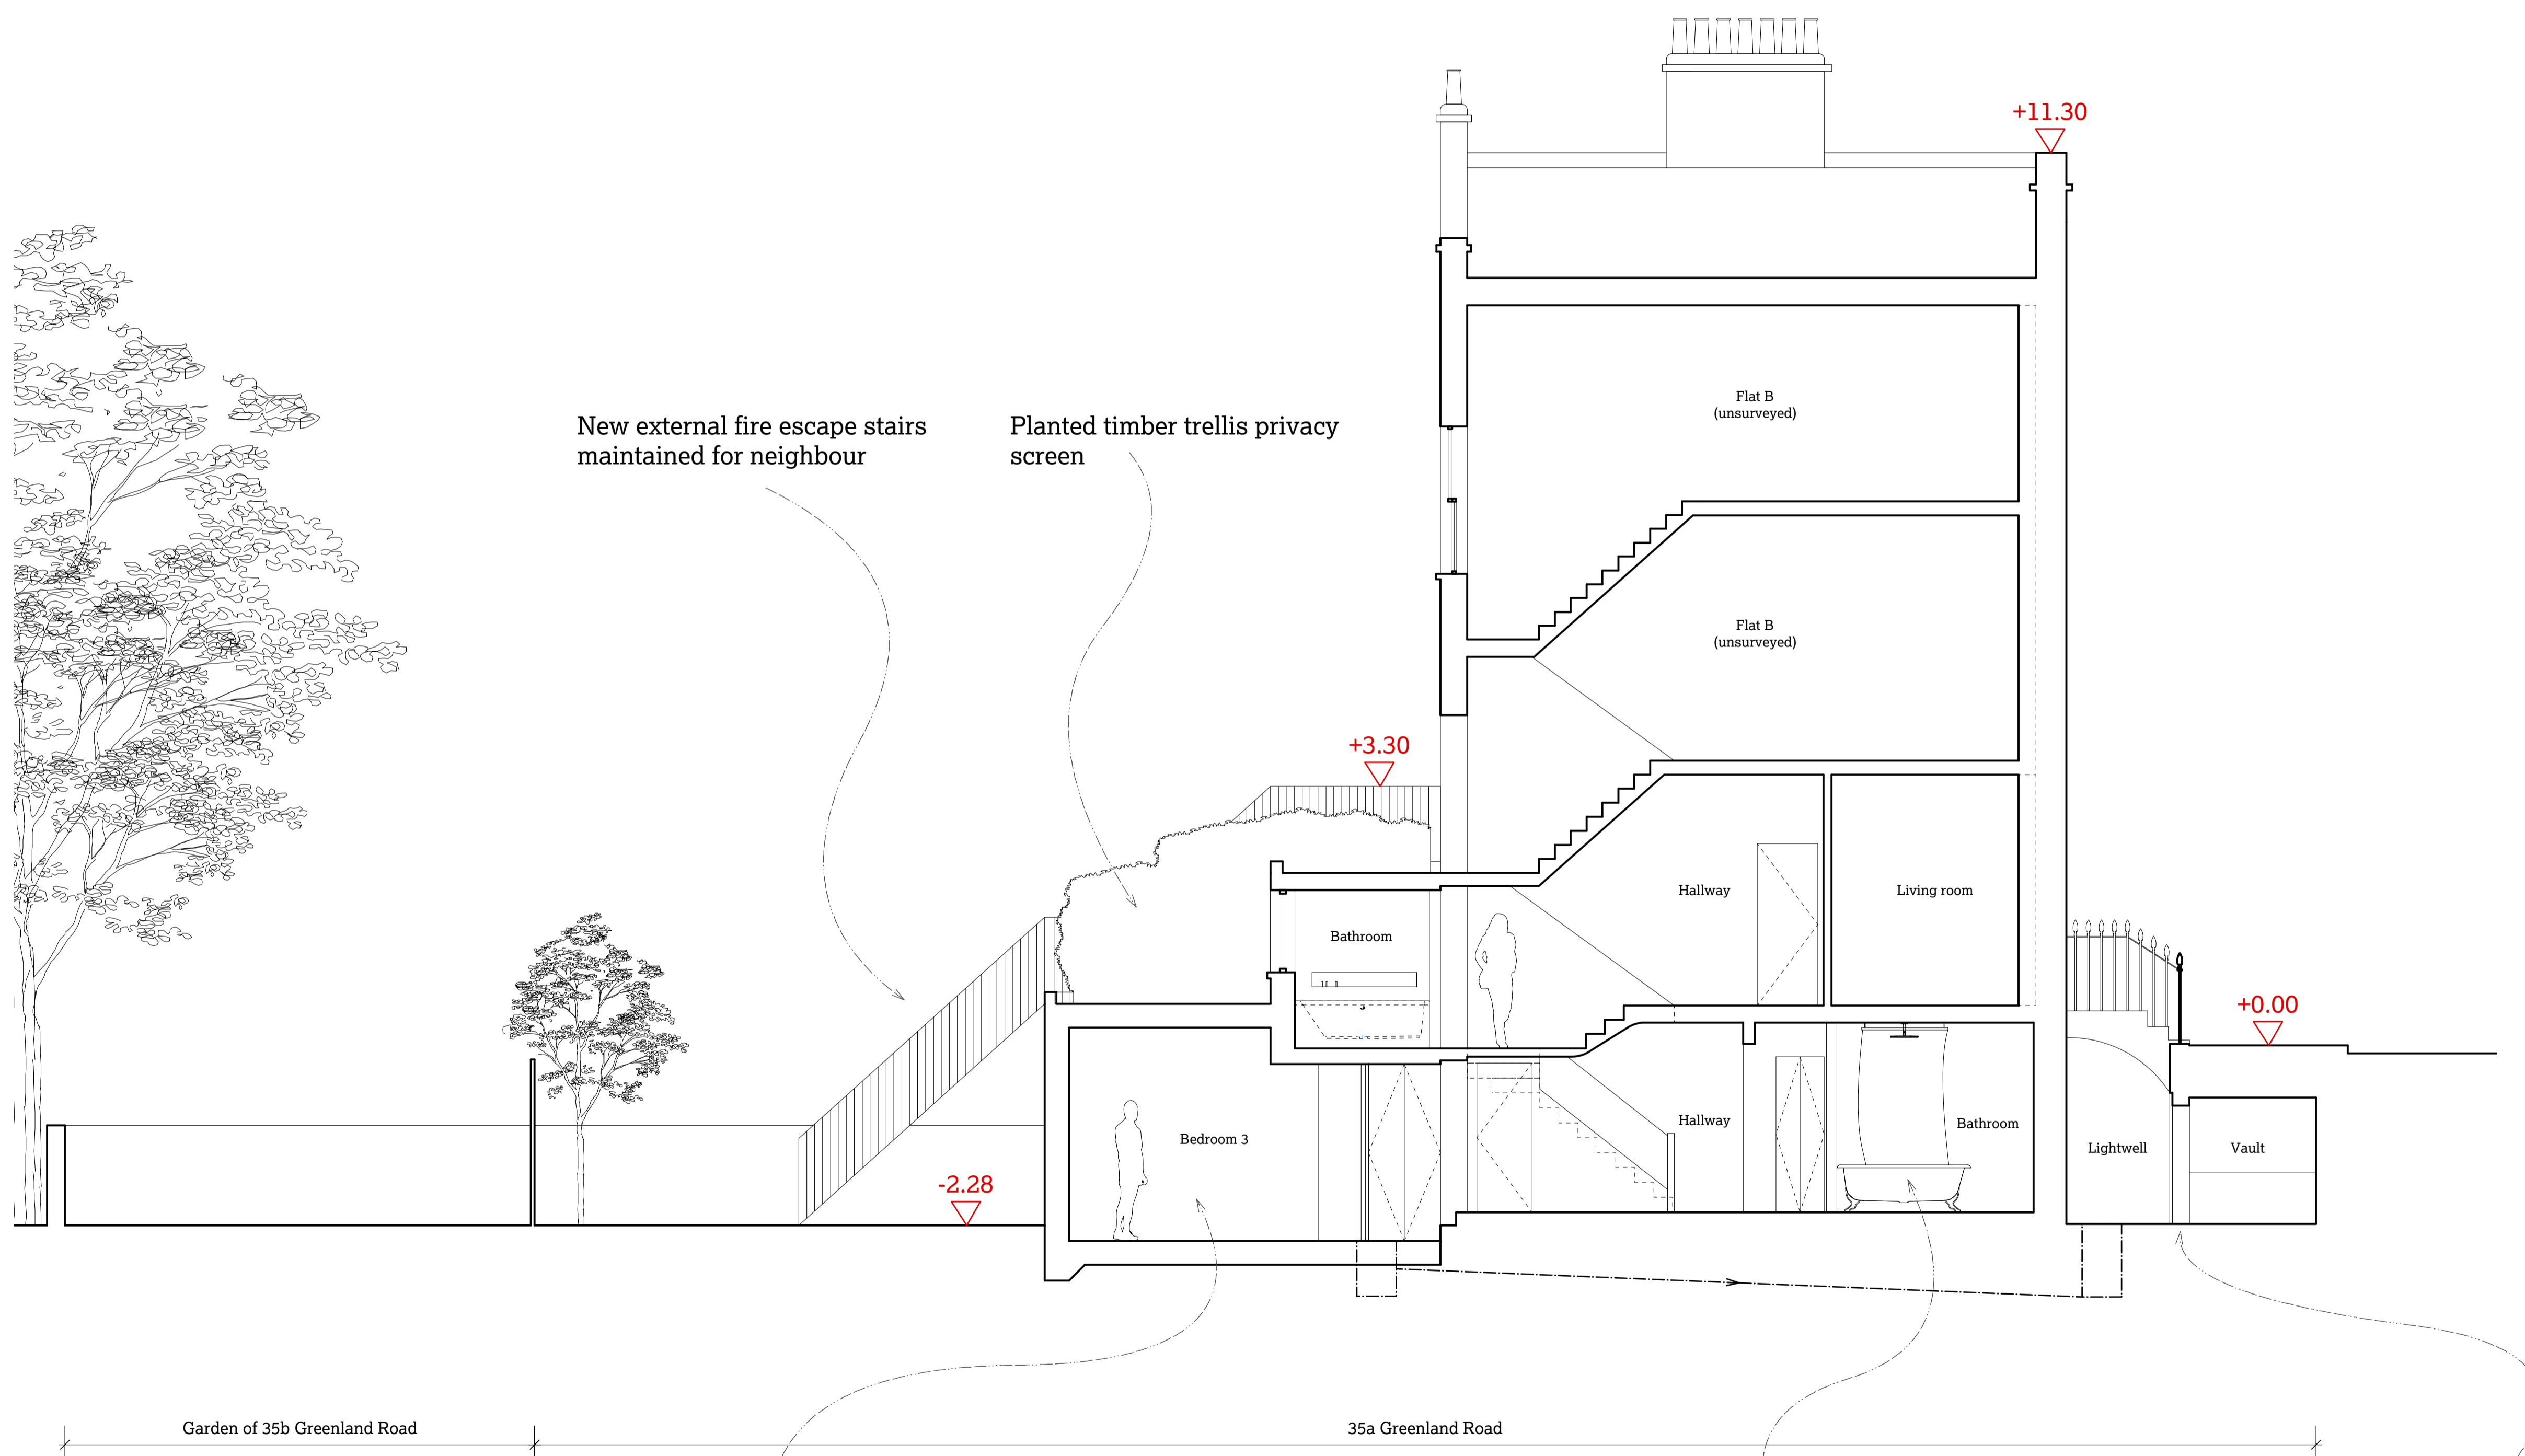 +11.30
Flat B
(unsurveyed)
New external fire escape stairs
maintained for neighbour
Planted timber trellis privacy
screen
Flat B
(unsurveyed)
+3.30
Hallway
Living room
Bathroom
+0.00
Hallway
Bathroom
Bedroom 3
Lightwell
Vault
-2.28
Garden of 35b Greenland Road
35a Greenland Road